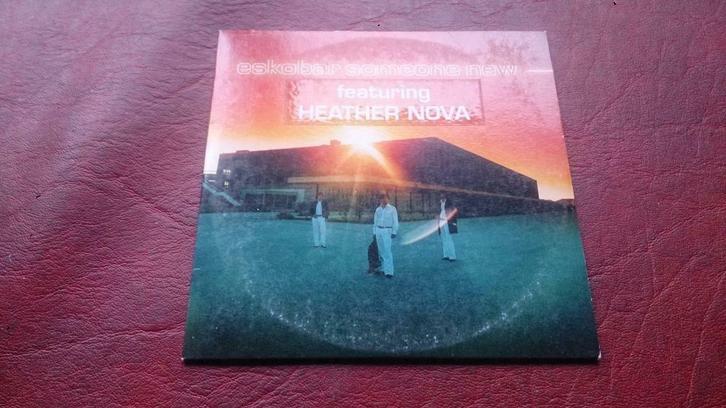 eskobar someone new
featuring
HEATHER NOVA